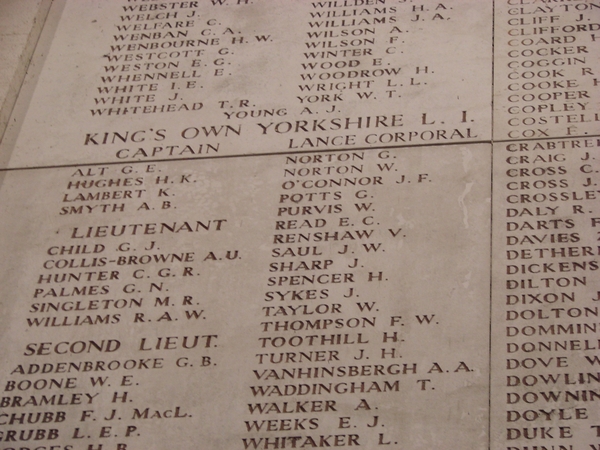 WEBSTER W. H.
WELCH J.
WELFARE C.
WENBAN C. A.
WENBOURNE H. W.
WESTCOTT G.
WESTON E. G.
WHENNELL E.
WHITE I. E.
WHITE J.
WHITEHEAD T. R.
WILLDEN J.
WILLIAMS H. A.
WILLIAMS J. A.
WILSON A.
WILSON F.
WINTER C.
WOOD E.
WOODROW H.
WRIGHT L. L.
YORK W. T.
YOUNG A. J.
KING'S OWN YORKSHIRE L. I.
CAPTAIN
ALT G. E.
HUGHES H. K.
LAMBERT K.
SMYTH A. B.
LIEUTENANT
CHILD G. J.
COLLIS-BROWNE A. U.
HUNTER C. G. R.
PALMES G. N.
SINGLETON M. R.
WILLIAMS R. A. W.
SECOND LIEUT.
ADDENBROOKE G. B.
BOONE W. E.
BRAMLEY H.
CHUBB F. J. MacL.
GRUBB L. E. P.
LANCE CORPORAL
NORTON G.
NORTON W.
O'CONNOR J. F.
POTTS G.
PURVIS W.
READ E. C.
RENSHAW V.
SAUL J. W.
SHARP J.
SPENCER H.
SYKES J.
TAYLOR W.
THOMPSON F. W.
TOOTHILL H.
TURNER J. H.
VANHINSBERGH A. A.
WADDINGHAM T.
WALKER A.
WEEKS E. J.
WHITAKER L.
CLAYTON
CLIFF J.
CLIFFORD
COARD H
COCKER
COGGIN
COOK R
COOKE H
COOPER
COPLEY
COSTELL
COX E.
CRABTREE
CRAIG J.
CROSS C.
CROSS J.
CROSSLEY
DALY R.
DARTS F
DAVIES
DETHER
DICKENS
DILTON
DIXON J
DOLTON
DOMMIN
DONNEL
DOVE W
DOWLIN
DOWNIN
DOYLE
DUKE T